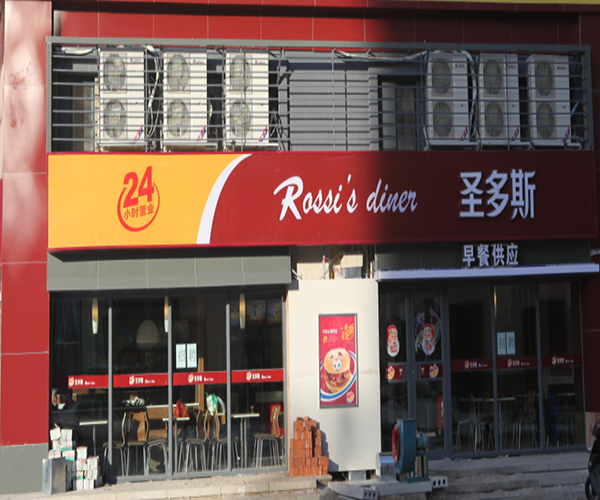 24
小时营业
Rossi's diner
圣多斯
早餐供应